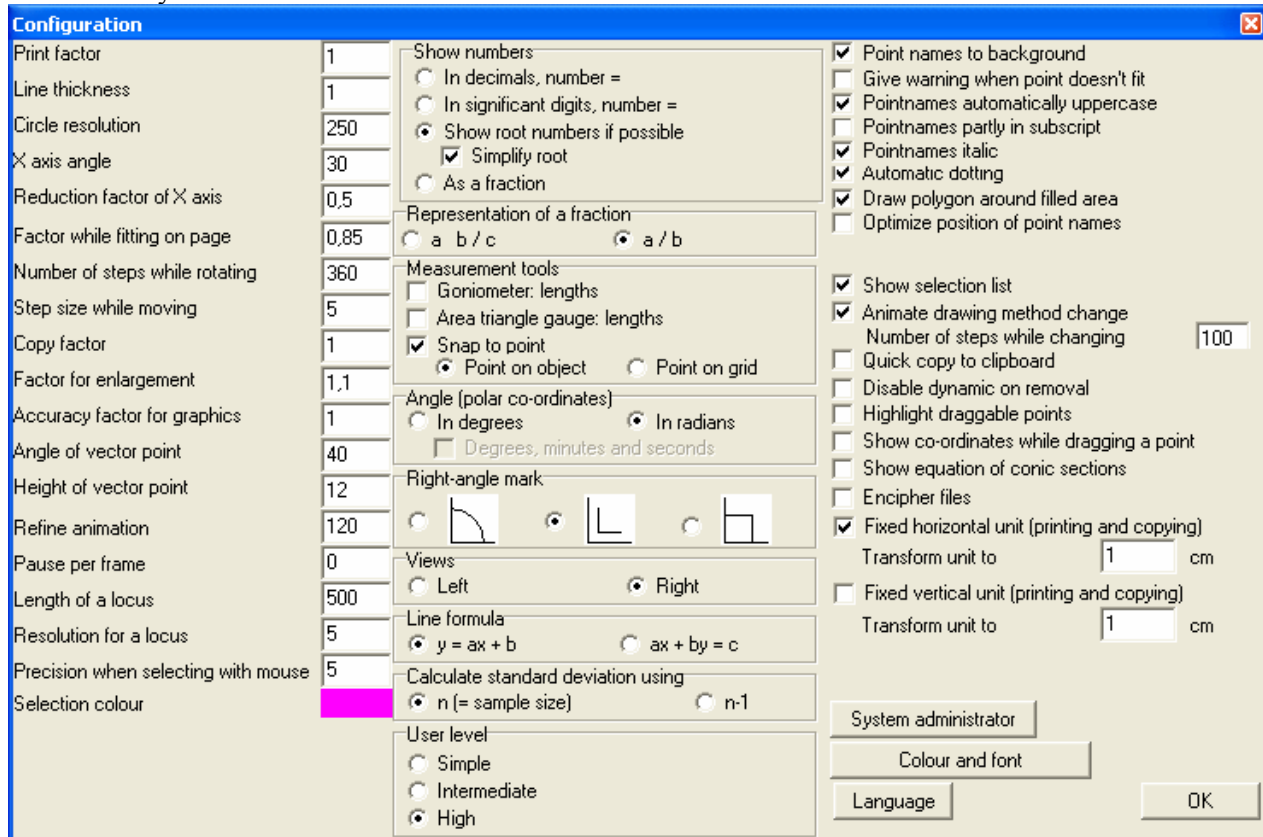 Configuration
Print factor 1
Line thickness 1
Circle resolution 250
X axis angle 30
Reduction factor of X axis 0,5
Factor while fitting on page 0,85
Number of steps while rotating 360
Step size while moving 5
Copy factor 1
Factor for enlargement 1,1
Accuracy factor for graphics 1
Angle of vector point 40
Height of vector point 12
Refine animation 120
Pause per frame 0
Length of a locus 500
Resolution for a locus 5
Precision when selecting with mouse 5
Selection colour
Show numbers
In decimals, number =
In significant digits, number =
Show root numbers if possible
Simplify root
As a fraction
Representation of a fraction
a b / c a / b
Measurement tools
Goniometer: lengths
Area triangle gauge: lengths
Snap to point
Point on object Point on grid
Angle (polar co-ordinates)
In degrees In radians
Degrees, minutes and seconds
Right-angle mark
Views
Left Right
Line formula
y = ax + b ax + by = c
Calculate standard deviation using
n (= sample size) n-1
User level
Simple
Intermediate
High
Point names to background
Give warning when point doesn't fit
Pointnames automatically uppercase
Pointnames partly in subscript
Pointnames italic
Automatic dotting
Draw polygon around filled area
Optimize position of point names
Show selection list
Animate drawing method change
Number of steps while changing 100
Quick copy to clipboard
Disable dynamic on removal
Highlight draggable points
Show co-ordinates while dragging a point
Show equation of conic sections
Encipher files
Fixed horizontal unit (printing and copying)
Transform unit to 1 cm
Fixed vertical unit (printing and copying)
Transform unit to 1 cm
System administrator
Colour and font
Language OK